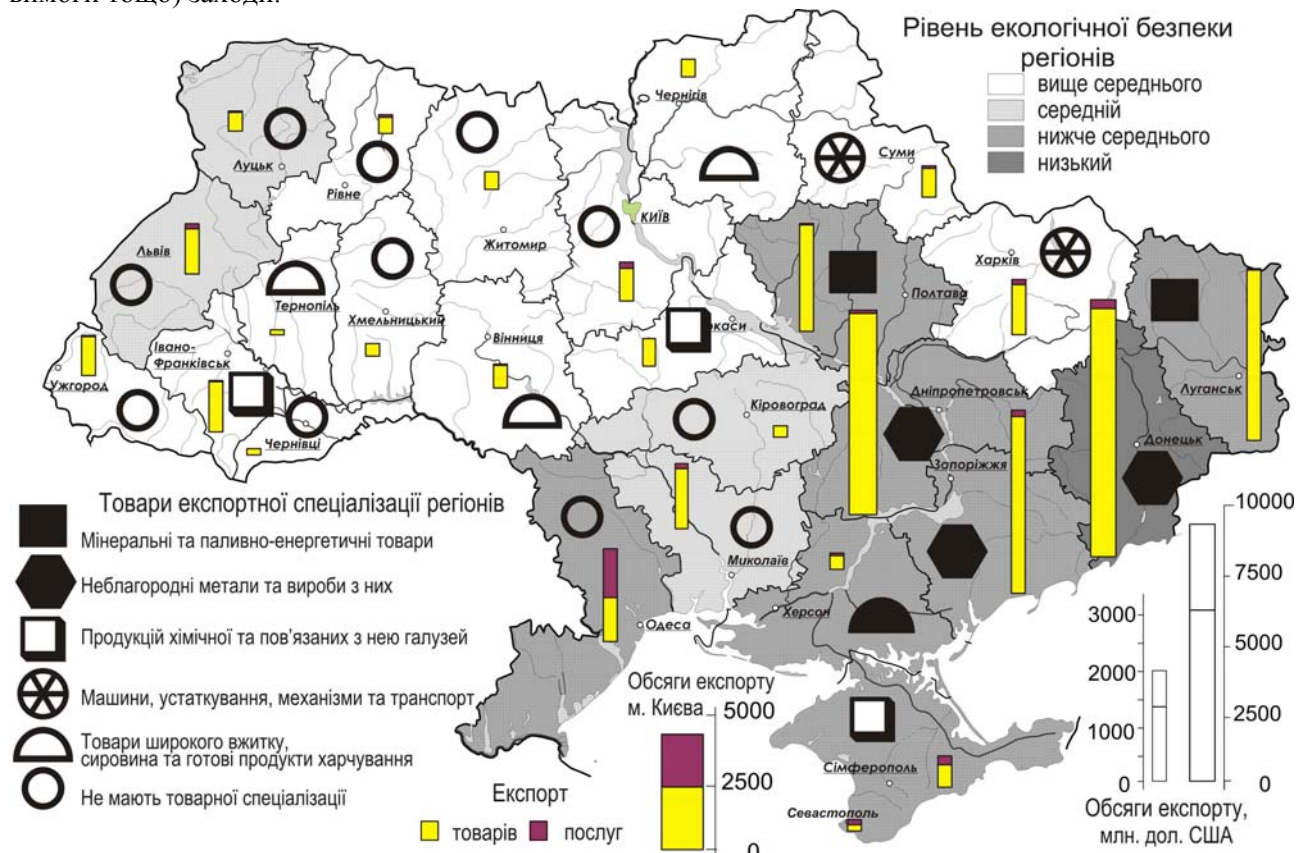 вимоги тощо) заходи.
Рівень екологічної безпеки
регіонів
вище середнього
середній
нижче середнього
низький
Чернігів
Суми
Луцьк
Рівне
КИЇВ
Житомир
Львів
Харків
Полтава
Тернопіль
Хмельницький
Вінниця
Івано-
Франківськ
Ужгород
Чернівці
Кіровоград
Дніпропетровськ
Луганськ
Донецьк
Запоріжжя
Миколаїв
Херсон
Одеса
Сімферополь
Севастополь
Товари експортної спеціалізації регіонів
Мінеральні та паливно-енергетичні товари
Неблагородні метали та вироби з них
Продукцій хімічної та пов’язаних з нею галузей
Машини, устаткування, механізми та транспорт
Товари широкого вжитку,
сировина та готові продукти харчування
Не мають товарної спеціалізації
Експорт
товарів
послуг
Обсяги експорту
м. Києва
5000
2500
0
3000
2000
1000
0
10000
7500
5000
2500
0
Обсяги експорту,
млн. дол. США